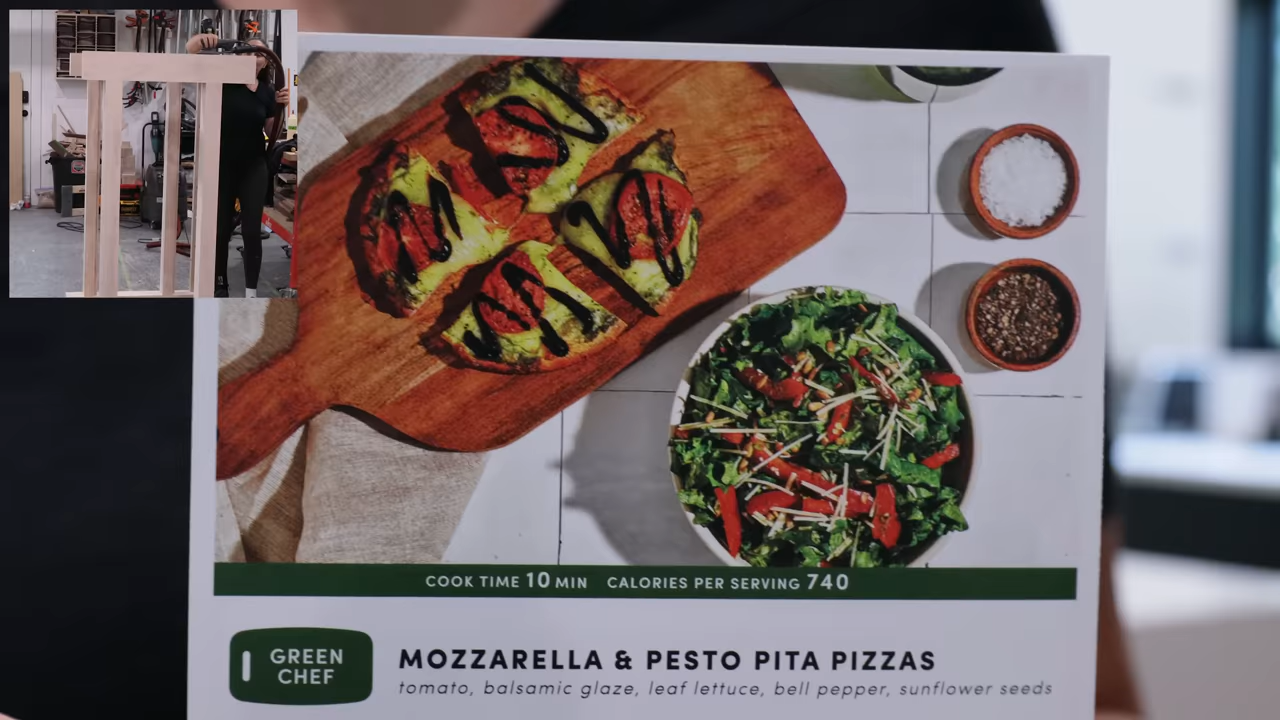 COOK TIME 10 MIN CALORIES PER SERVING 740
GREEN
CHEF
MOZZARELLA & PESTO PITA PIZZAS
tomato, balsamic glaze, leaf lettuce, bell pepper, sunflower seeds